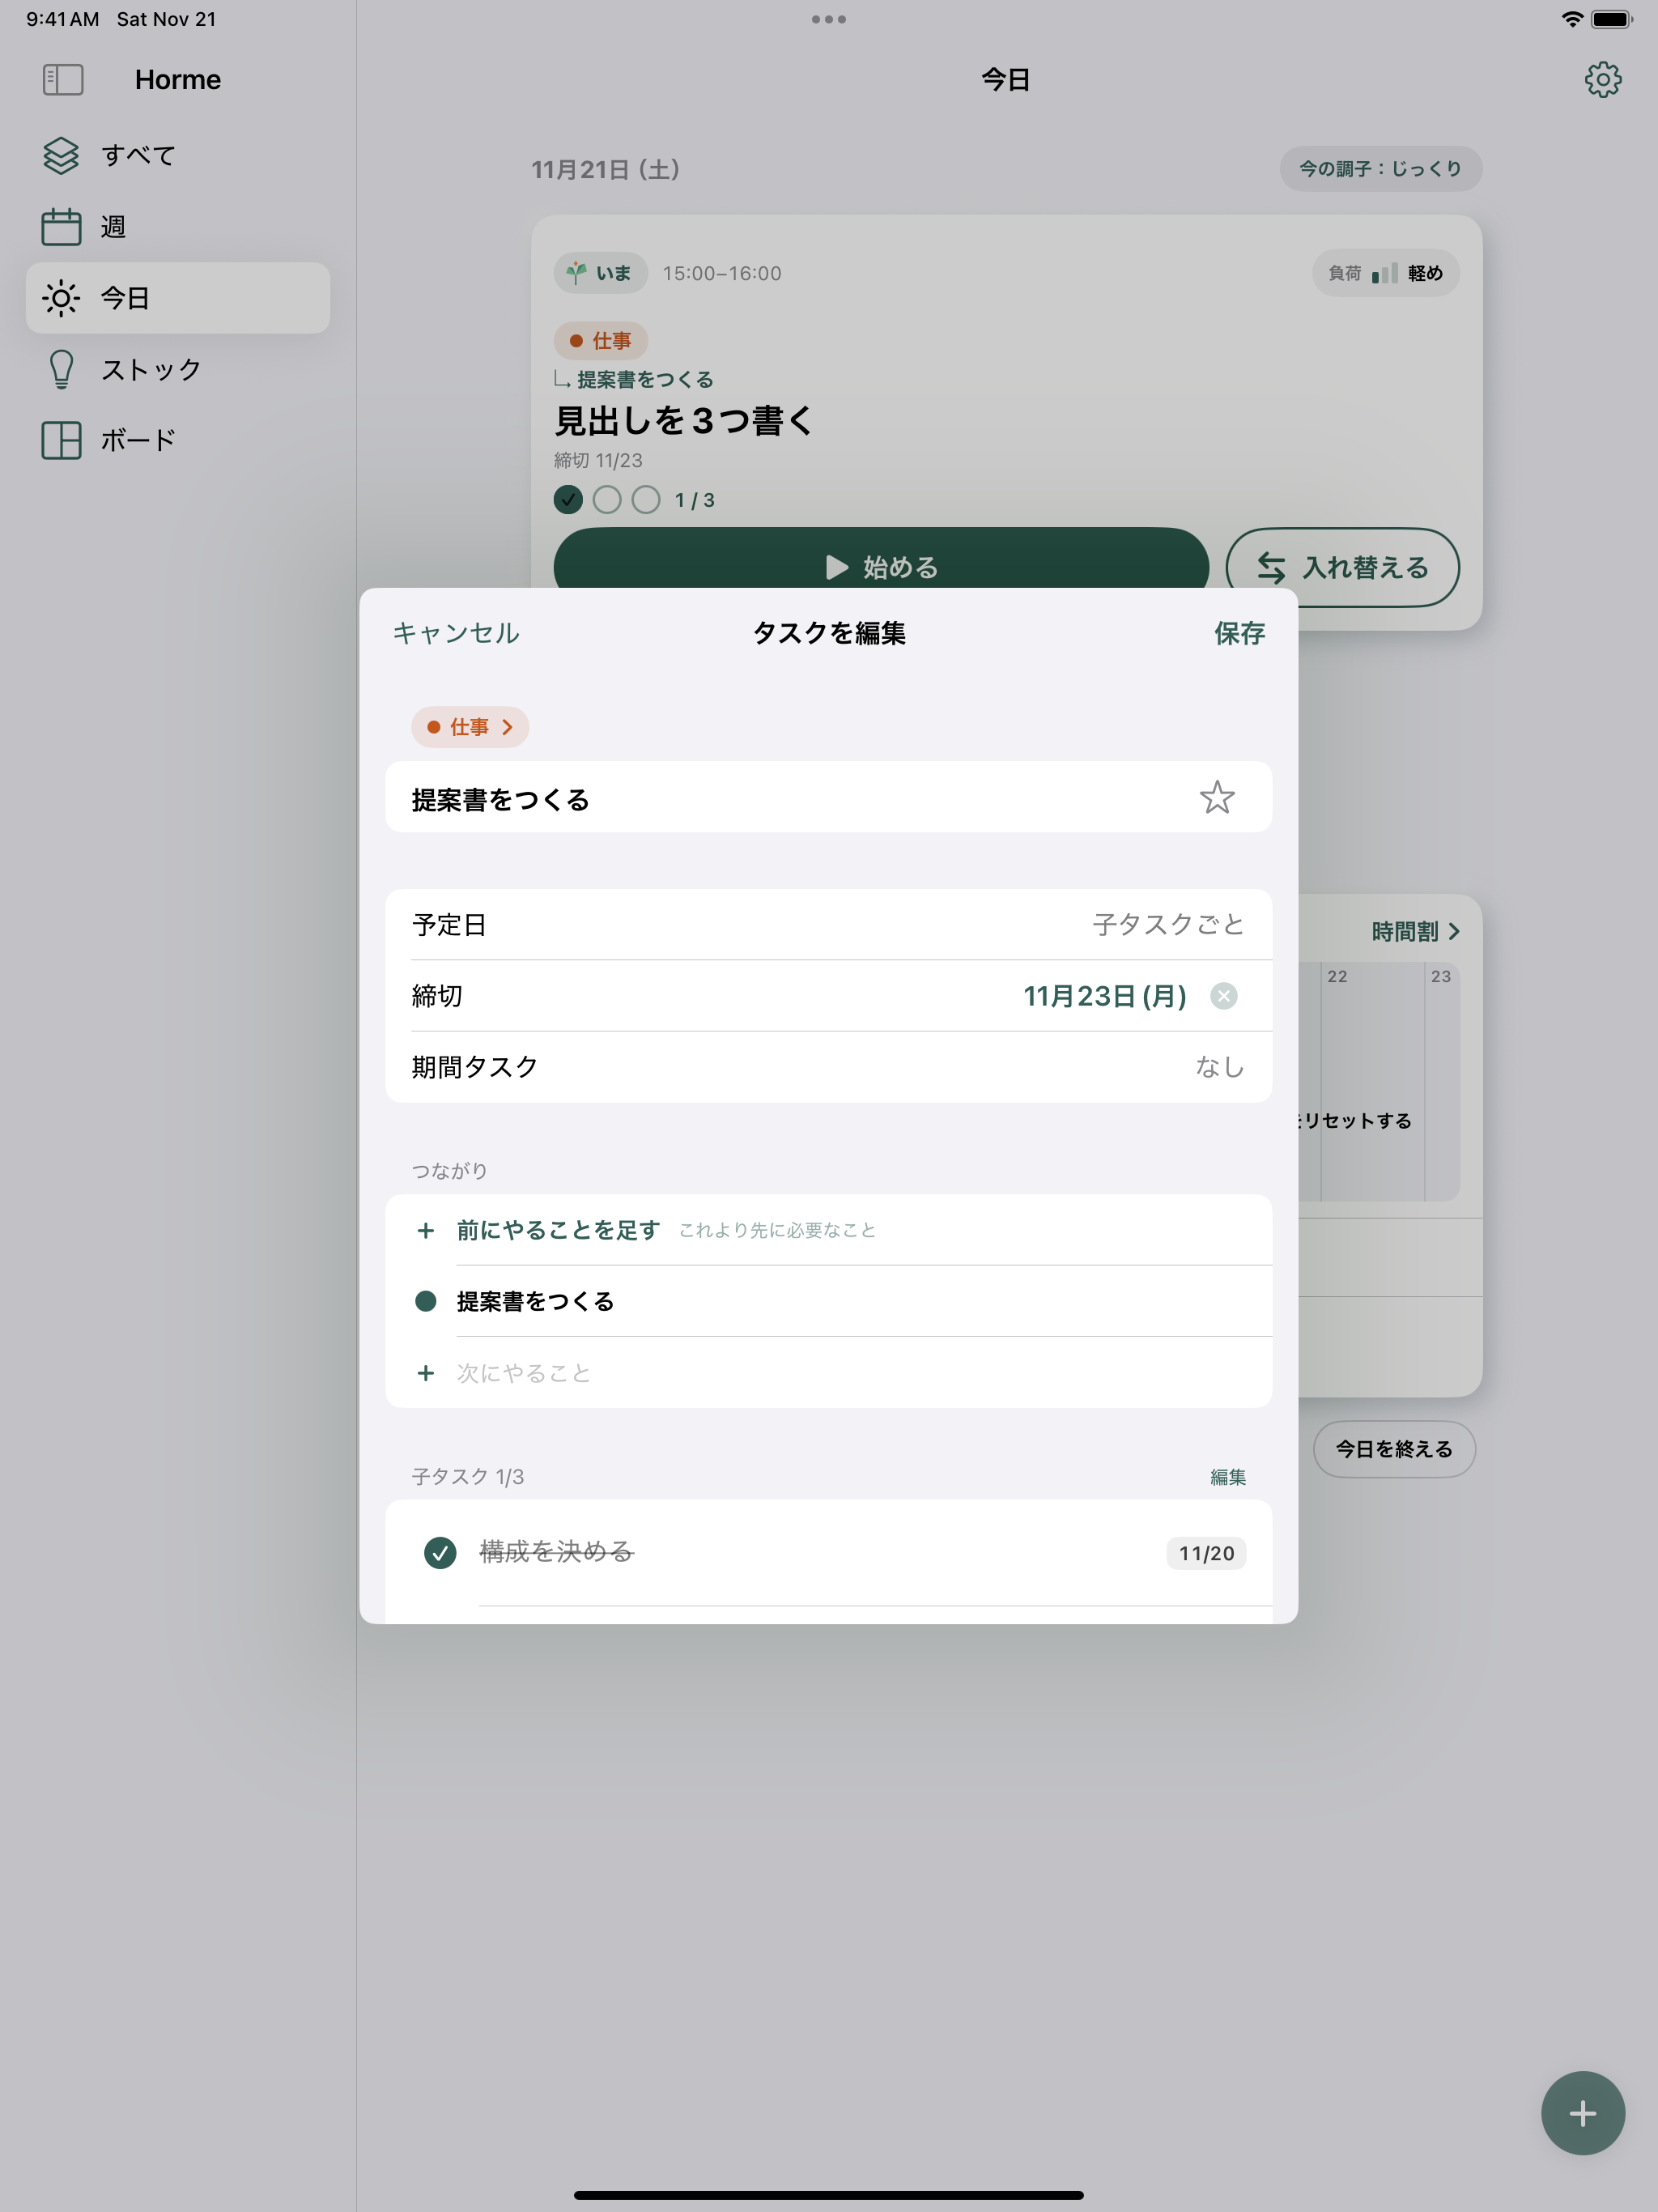 9:41 AM Sat Nov 21
Horme
すべて
週
今日
ストック
ボード
今日
11月21日 (土)
今の調子：じっくり
いま 15:00–16:00
負荷 軽め
仕事
提案書をつくる
見出しを3つ書く
締切 11/23
1 / 3
始める
入れ替える
キャンセル
タスクを編集
保存
仕事
提案書をつくる
予定日 子タスクごと
締切 11月23日 (月)
期間タスク なし
つながり
前にやることを足す これより先に必要なこと
提案書をつくる
次にやること
子タスク 1/3 編集
構成を決める 11/20
時間割
22 23
をリセットする
今日を終える